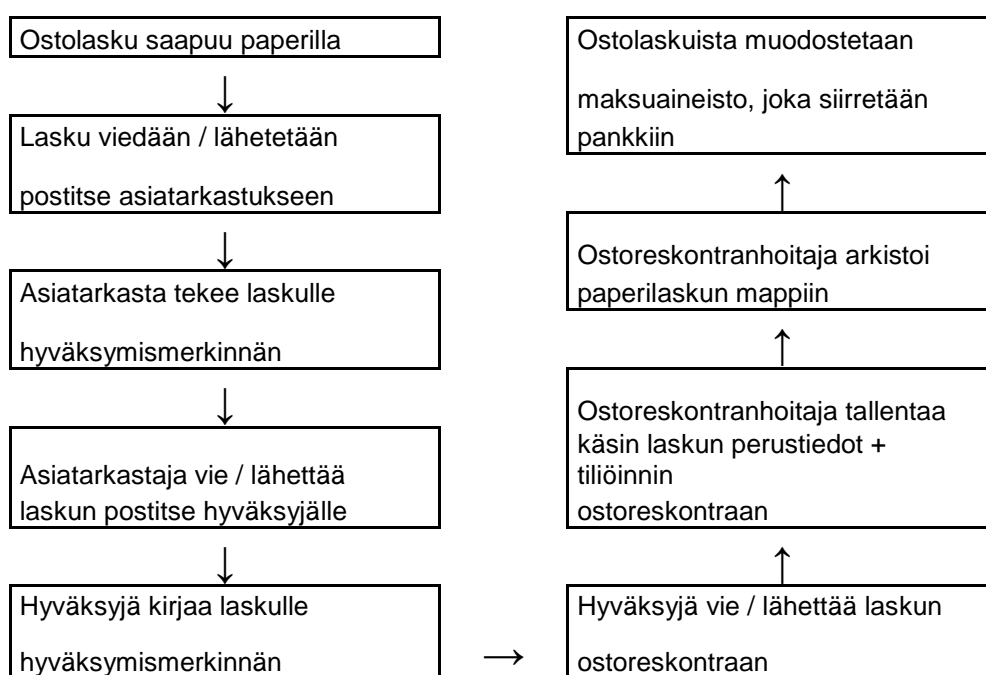 Ostolasku saapuu paperilla
↓
Lasku viedään / lähetetään
postitse asiatarkastukseen
↓
Asiatarkasta tekee laskulle
hyväksymismerkinnän
↓
Asiatarkastaja vie / lähettää
laskun postitse hyväksyjälle
↓
Hyväksyjä kirjaa laskulle
hyväksymismerkinnän
→
Hyväksyjä vie / lähettää laskun
ostoreskontraan
↑
Ostoreskontranhoitaja tallentaa
käsin laskun perustiedot +
tiliöinnin
ostoreskontraan
↑
Ostoreskontranhoitaja arkistoi
paperilaskun mappiin
↑
Ostolaskuista muodostetaan
maksuaineisto, joka siirretään
pankkiin